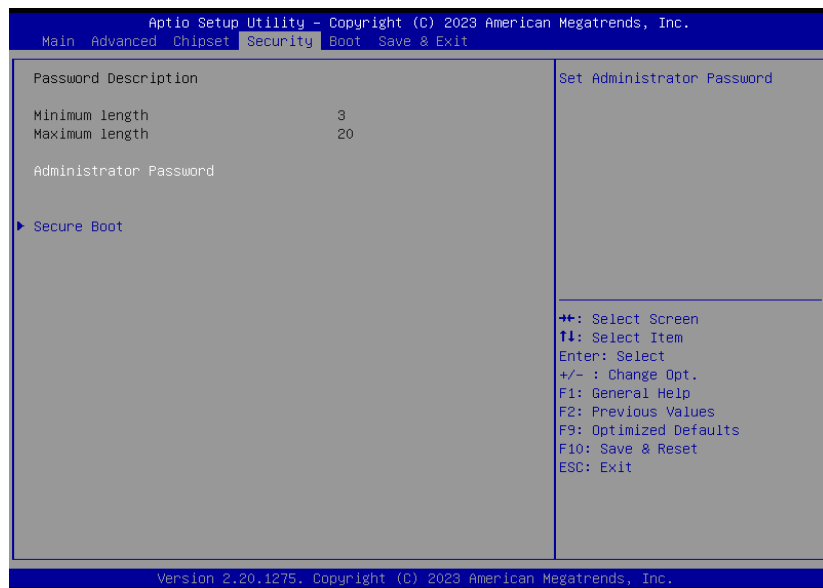 Aptio Setup Utility – Copyright (C) 2023 American Megatrends, Inc.
Main Advanced Chipset Security Boot Save & Exit
Password Description
Minimum length 3
Maximum length 20
Administrator Password
Secure Boot
Set Administrator Password
→←: Select Screen
↑↓: Select Item
Enter: Select
+/- : Change Opt.
F1: General Help
F2: Previous Values
F9: Optimized Defaults
F10: Save & Reset
ESC: Exit
Version 2.20.1275. Copyright (C) 2023 American Megatrends, Inc.